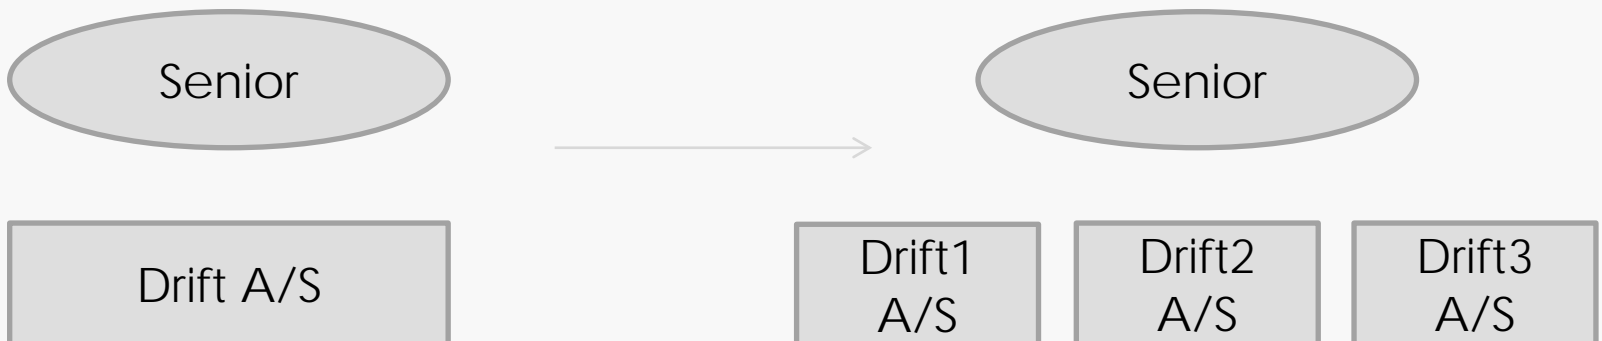 Senior
Senior
Drift A/S
Drift1
A/S
Drift2
A/S
Drift3
A/S